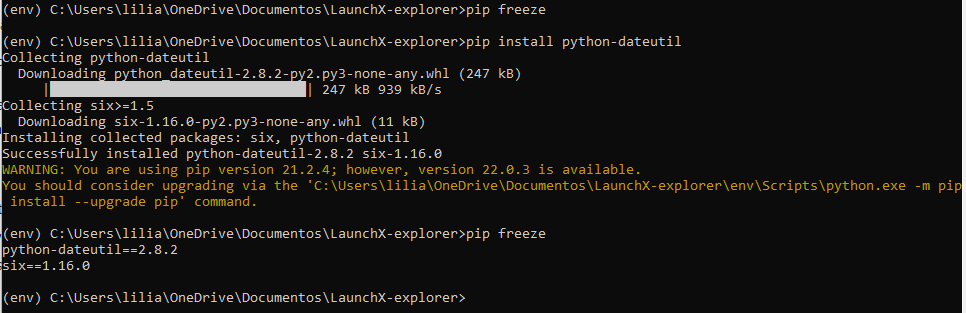 (env) C:\Users\lilia\OneDrive\Documentos\LaunchX-explorer>pip freeze
(env) C:\Users\lilia\OneDrive\Documentos\LaunchX-explorer>pip install python-dateutil
Collecting python-dateutil
  Downloading python_dateutil-2.8.2-py2.py3-none-any.whl (247 kB)
     |████████████████████████████████| 247 kB 939 kB/s
Collecting six>=1.5
  Downloading six-1.16.0-py2.py3-none-any.whl (11 kB)
Installing collected packages: six, python-dateutil
Successfully installed python-dateutil-2.8.2 six-1.16.0
WARNING: You are using pip version 21.2.4; however, version 22.0.3 is available.
You should consider upgrading via the 'C:\Users\lilia\OneDrive\Documentos\LaunchX-explorer\env\Scripts\python.exe -m pip
 install --upgrade pip' command.
(env) C:\Users\lilia\OneDrive\Documentos\LaunchX-explorer>pip freeze
python-dateutil==2.8.2
six==1.16.0
(env) C:\Users\lilia\OneDrive\Documentos\LaunchX-explorer>